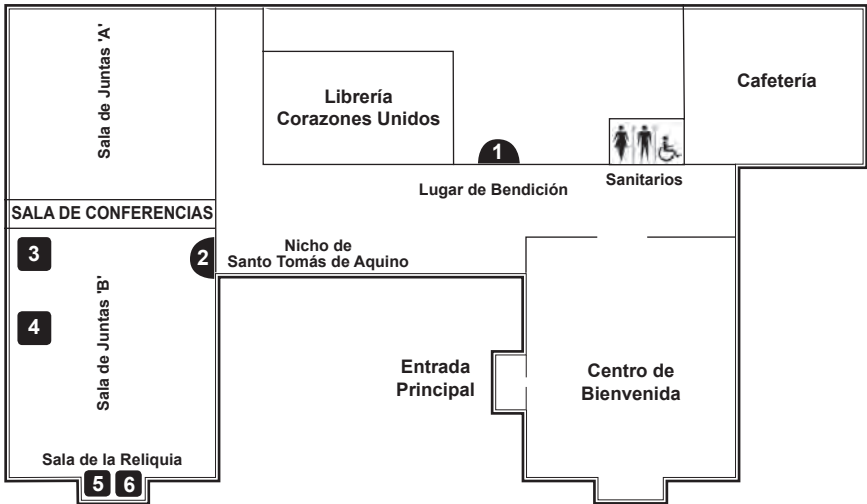 Sala de Juntas 'A'
Librería
Corazones Unidos
Cafetería
1
Lugar de Bendición
Sanitarios
SALA DE CONFERENCIAS
3
2
Nicho de
Santo Tomás de Aquino
4
Sala de Juntas 'B'
Entrada
Principal
Centro de
Bienvenida
Sala de la Reliquia
5 6